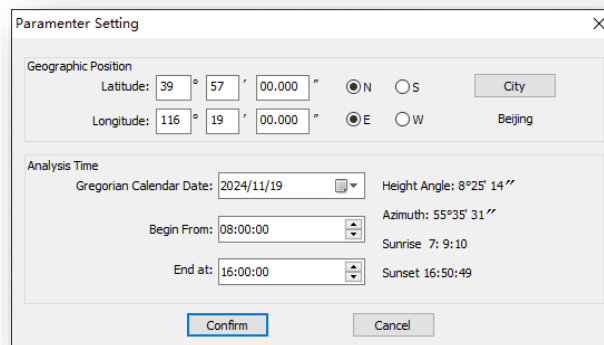 Paramenter Setting
Geographic Position
Latitude: 39 ° 57 ′ 00.000 ″ N S City
Longitude: 116 ° 19 ′ 00.000 ″ E W Beijing
Analysis Time
Gregorian Calendar Date: 2024/11/19 Height Angle: 8°25′ 14″
Azimuth: 55°35′ 31″
Begin From: 08:00:00
Sunrise 7: 9:10
End at: 16:00:00 Sunset 16:50:49
Confirm Cancel